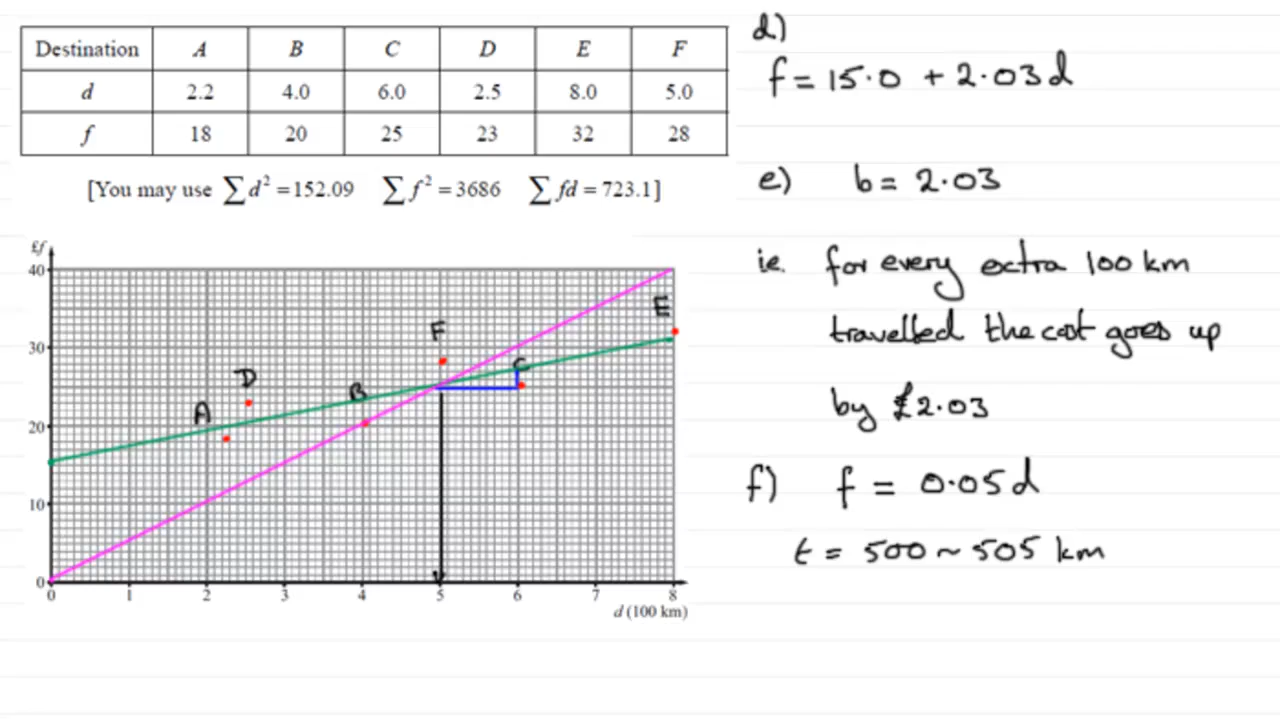 Destination A B C D E F
d 2.2 4.0 6.0 2.5 8.0 5.0
f 18 20 25 23 32 28
[You may use ∑d² = 152.09 ∑f² = 3686 ∑fd = 723.1]
£f
40
30
20
10
0
0 1 2 3 4 5 6 7 8
d (100 km)
A
D
B
F
C
E
d)
f = 15.0 + 2.03d
e) b = 2.03
ie. for every extra 100 km
travelled the cost goes up
by £2.03
f) f = 0.05d
t = 500 ~ 505 km